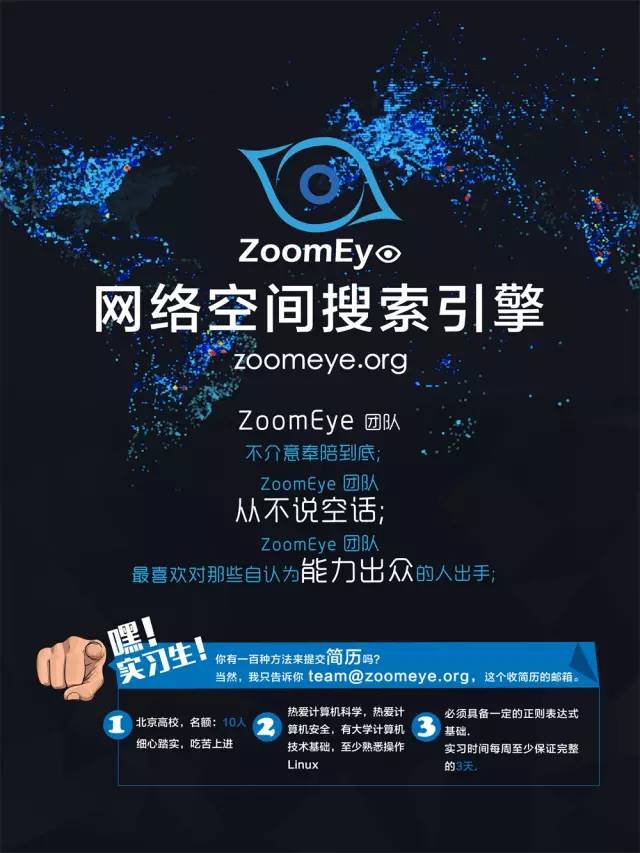 ZoomEye
网络空间搜索引擎
zoomeye.org
ZoomEye 团队
不介意奉陪到底;
ZoomEye 团队
从不说空话;
ZoomEye 团队
最喜欢对那些自认为能力出众的人出手;
嘿!
实习生!
你有一百种方法来提交简历吗?
当然，我只告诉你 team@zoomeye.org，这个收简历的邮箱。
1
北京高校，名额：10人
细心踏实，吃苦上进
2
热爱计算机科学，热爱计
算机安全，有大学计算机
技术基础，至少熟悉操作
Linux
3
必须具备一定的正则表达式
基础.
实习时间每周至少保证完整
的3天.